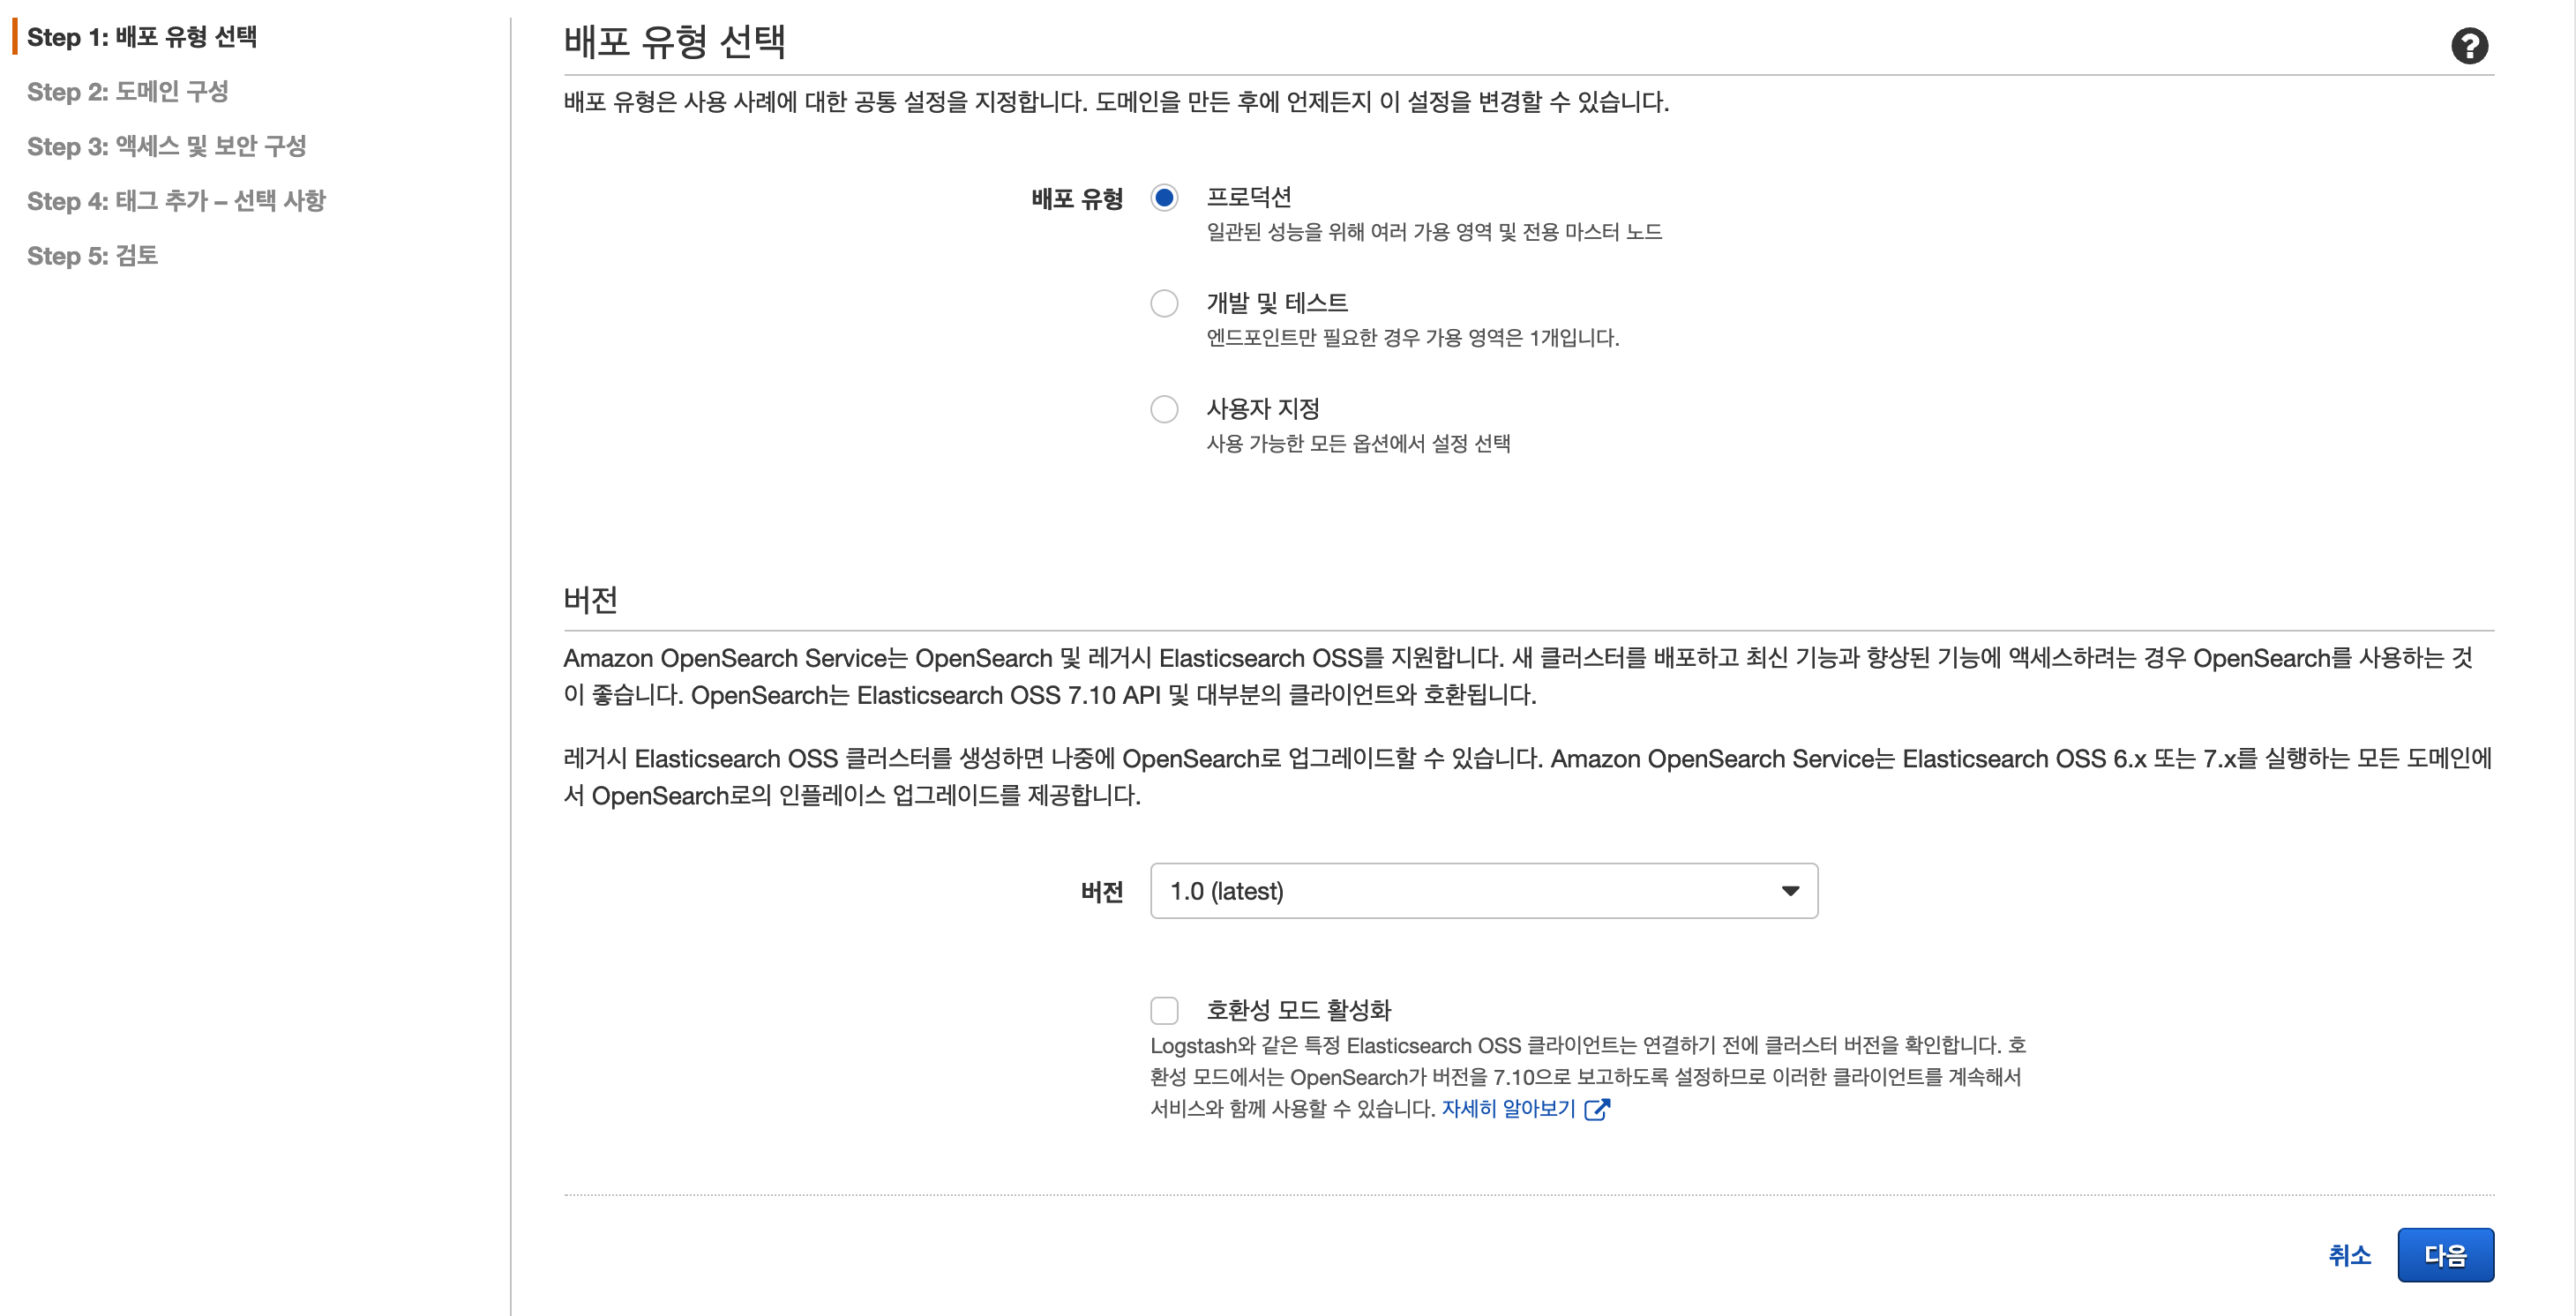 Step 1: 배포 유형 선택
Step 2: 도메인 구성
Step 3: 액세스 및 보안 구성
Step 4: 태그 추가 – 선택 사항
Step 5: 검토
배포 유형 선택
배포 유형은 사용 사례에 대한 공통 설정을 지정합니다. 도메인을 만든 후에 언제든지 이 설정을 변경할 수 있습니다.
배포 유형
프로덕션
일관된 성능을 위해 여러 가용 영역 및 전용 마스터 노드
개발 및 테스트
엔드포인트만 필요한 경우 가용 영역은 1개입니다.
사용자 지정
사용 가능한 모든 옵션에서 설정 선택
버전
Amazon OpenSearch Service는 OpenSearch 및 레거시 Elasticsearch OSS를 지원합니다. 새 클러스터를 배포하고 최신 기능과 향상된 기능에 액세스하려는 경우 OpenSearch를 사용하는 것
이 좋습니다. OpenSearch는 Elasticsearch OSS 7.10 API 및 대부분의 클라이언트와 호환됩니다.
레거시 Elasticsearch OSS 클러스터를 생성하면 나중에 OpenSearch로 업그레이드할 수 있습니다. Amazon OpenSearch Service는 Elasticsearch OSS 6.x 또는 7.x를 실행하는 모든 도메인에
서 OpenSearch로의 인플레이스 업그레이드를 제공합니다.
버전
1.0 (latest)
호환성 모드 활성화
Logstash와 같은 특정 Elasticsearch OSS 클라이언트는 연결하기 전에 클러스터 버전을 확인합니다. 호
환성 모드에서는 OpenSearch가 버전을 7.10으로 보고하도록 설정하므로 이러한 클라이언트를 계속해서
서비스와 함께 사용할 수 있습니다. 자세히 알아보기
취소
다음